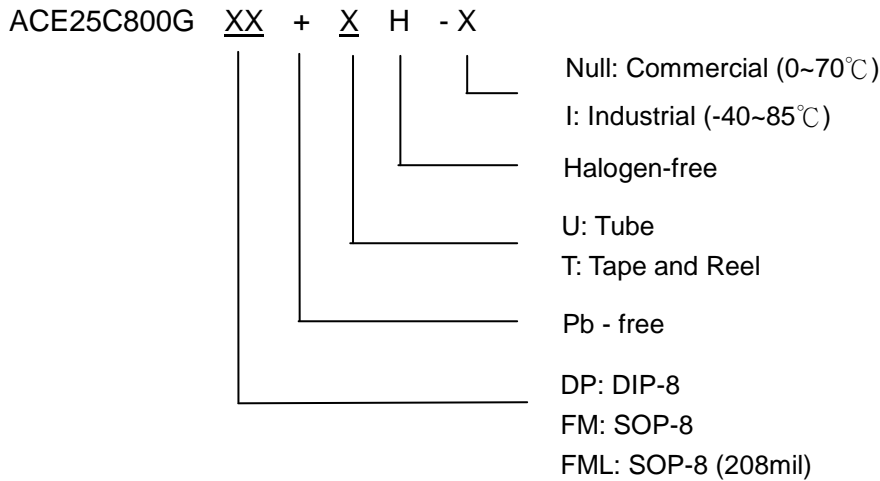 ACE25C800G XX + X H - X
Null: Commercial (0~70℃)
I: Industrial (-40~85℃)
Halogen-free
U: Tube
T: Tape and Reel
Pb - free
DP: DIP-8
FM: SOP-8
FML: SOP-8 (208mil)